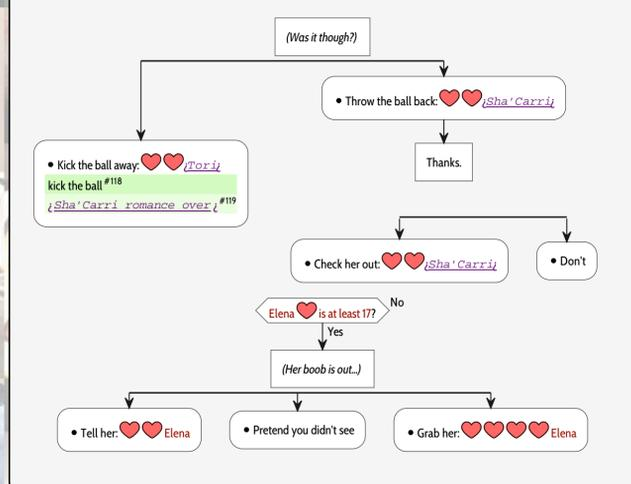 (Was it though?)
• Throw the ball back: ❤❤¿Sha'Carri¿
• Kick the ball away: ❤❤¿Tori¿
kick the ball #118
¿Sha'Carri romance over¿ #119
Thanks.
• Check her out: ❤❤¿Sha'Carri¿
• Don't
Elena ❤ is at least 17?
No
Yes
(Her boob is out...)
• Tell her: ❤❤ Elena
• Pretend you didn't see
• Grab her: ❤❤❤❤ Elena